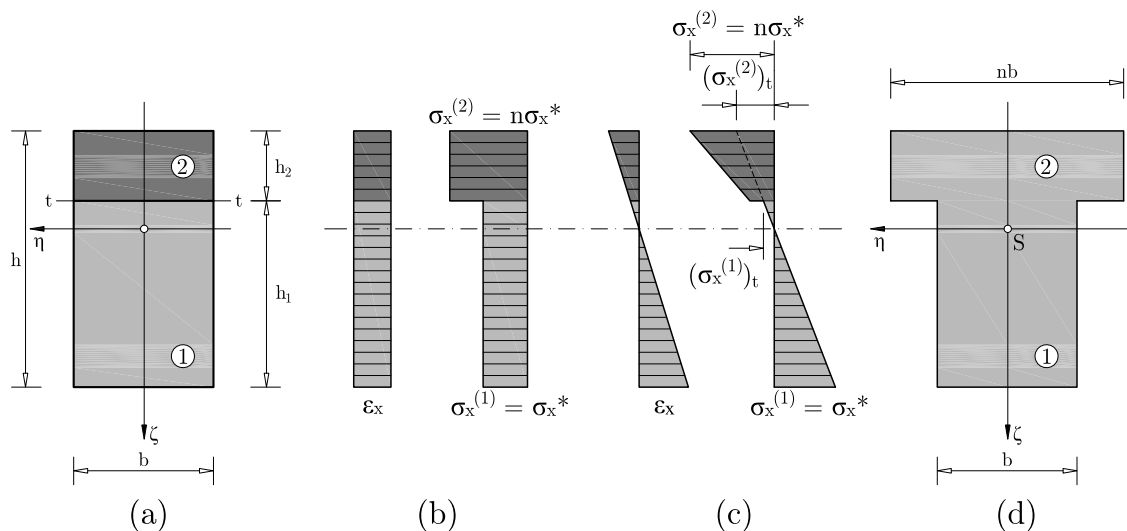 σx(2) = nσx*
(σx(2))t
nb
σx(2) = nσx*
2
h2
2
t
t
η
h
S
η
h1
(σx(1))t
1
1
εx
σx(1) = σx*
εx
σx(1) = σx*
ζ
ζ
b
b
(a)
(b)
(c)
(d)